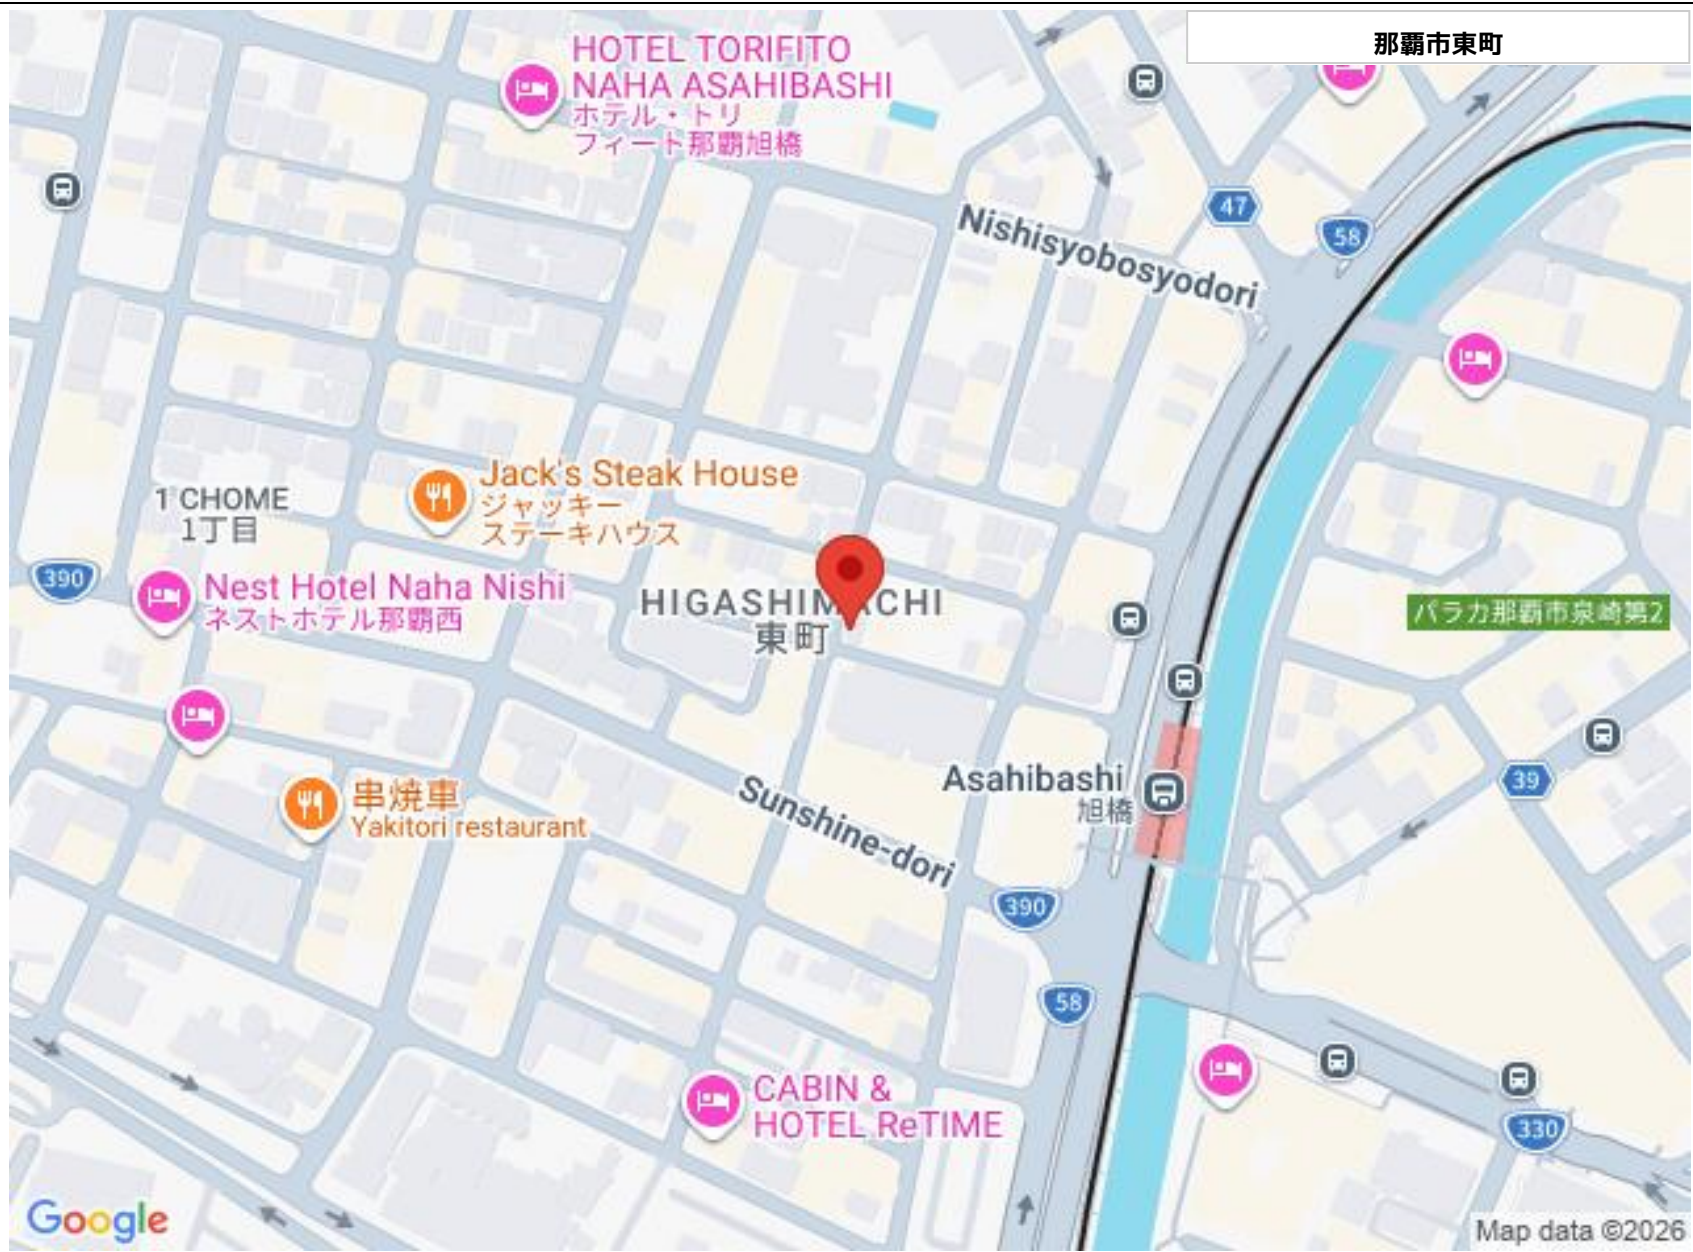 那覇市東町
HOTEL TORIFITO
NAHA ASAHIBASHI
ホテル・トリ
フィート那覇旭橋
47
58
Nishisyobosyodori
Jack's Steak House
ジャッキー
ステーキハウス
1 CHOME
1丁目
390
Nest Hotel Naha Nishi
ネストホテル那覇西
HIGASHIMACHI
東町
パラカ那覇市泉崎第2
串焼車
Yakitori restaurant
Sunshine-dori
Asahibashi
旭橋
39
390
58
CABIN &
HOTEL ReTIME
330
Google
Map data ©2026